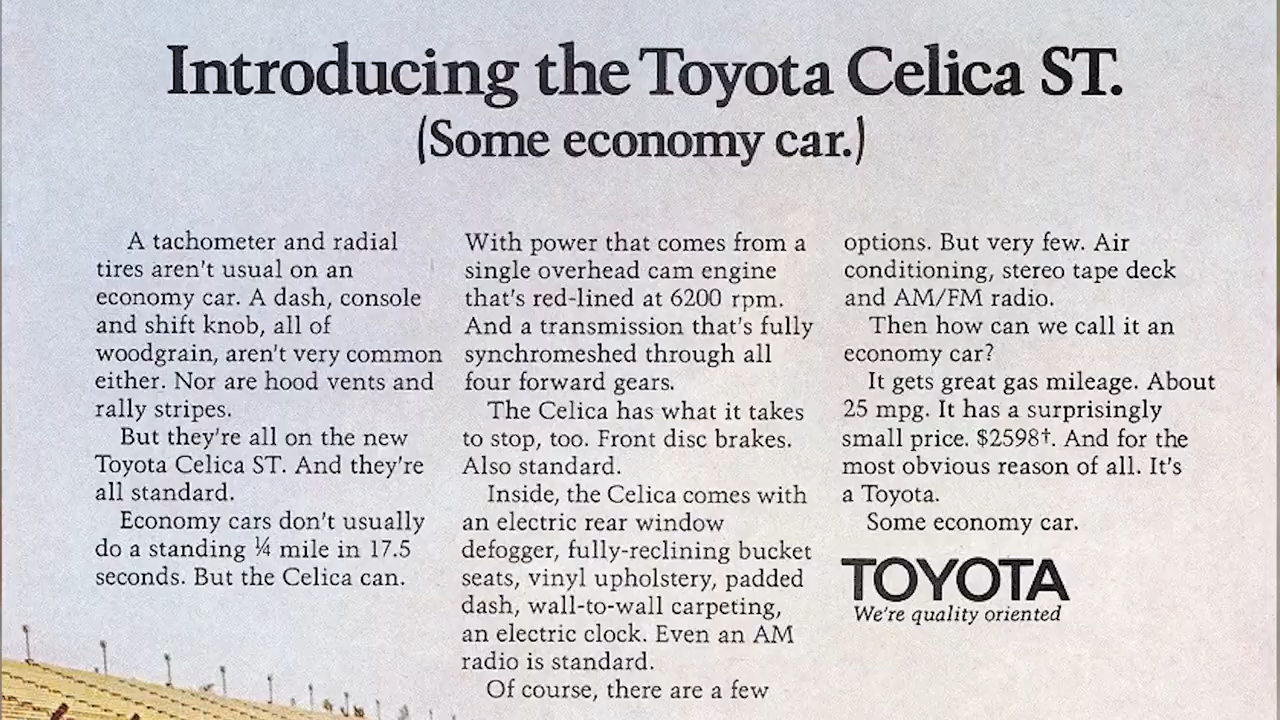 Introducing the Toyota Celica ST.
(Some economy car.)
A tachometer and radial
tires aren't usual on an
economy car. A dash, console
and shift knob, all of
woodgrain, aren't very common
either. Nor are hood vents and
rally stripes.
But they're all on the new
Toyota Celica ST. And they're
all standard.
Economy cars don't usually
do a standing ¼ mile in 17.5
seconds. But the Celica can.
With power that comes from a
single overhead cam engine
that's red-lined at 6200 rpm.
And a transmission that's fully
synchromeshed through all
four forward gears.
The Celica has what it takes
to stop, too. Front disc brakes.
Also standard.
Inside, the Celica comes with
an electric rear window
defogger, fully-reclining bucket
seats, vinyl upholstery, padded
dash, wall-to-wall carpeting,
an electric clock. Even an AM
radio is standard.
Of course, there are a few
options. But very few. Air
conditioning, stereo tape deck
and AM/FM radio.
Then how can we call it an
economy car?
It gets great gas mileage. About
25 mpg. It has a surprisingly
small price. $2598†. And for the
most obvious reason of all. It's
a Toyota.
Some economy car.
TOYOTA
We're quality oriented